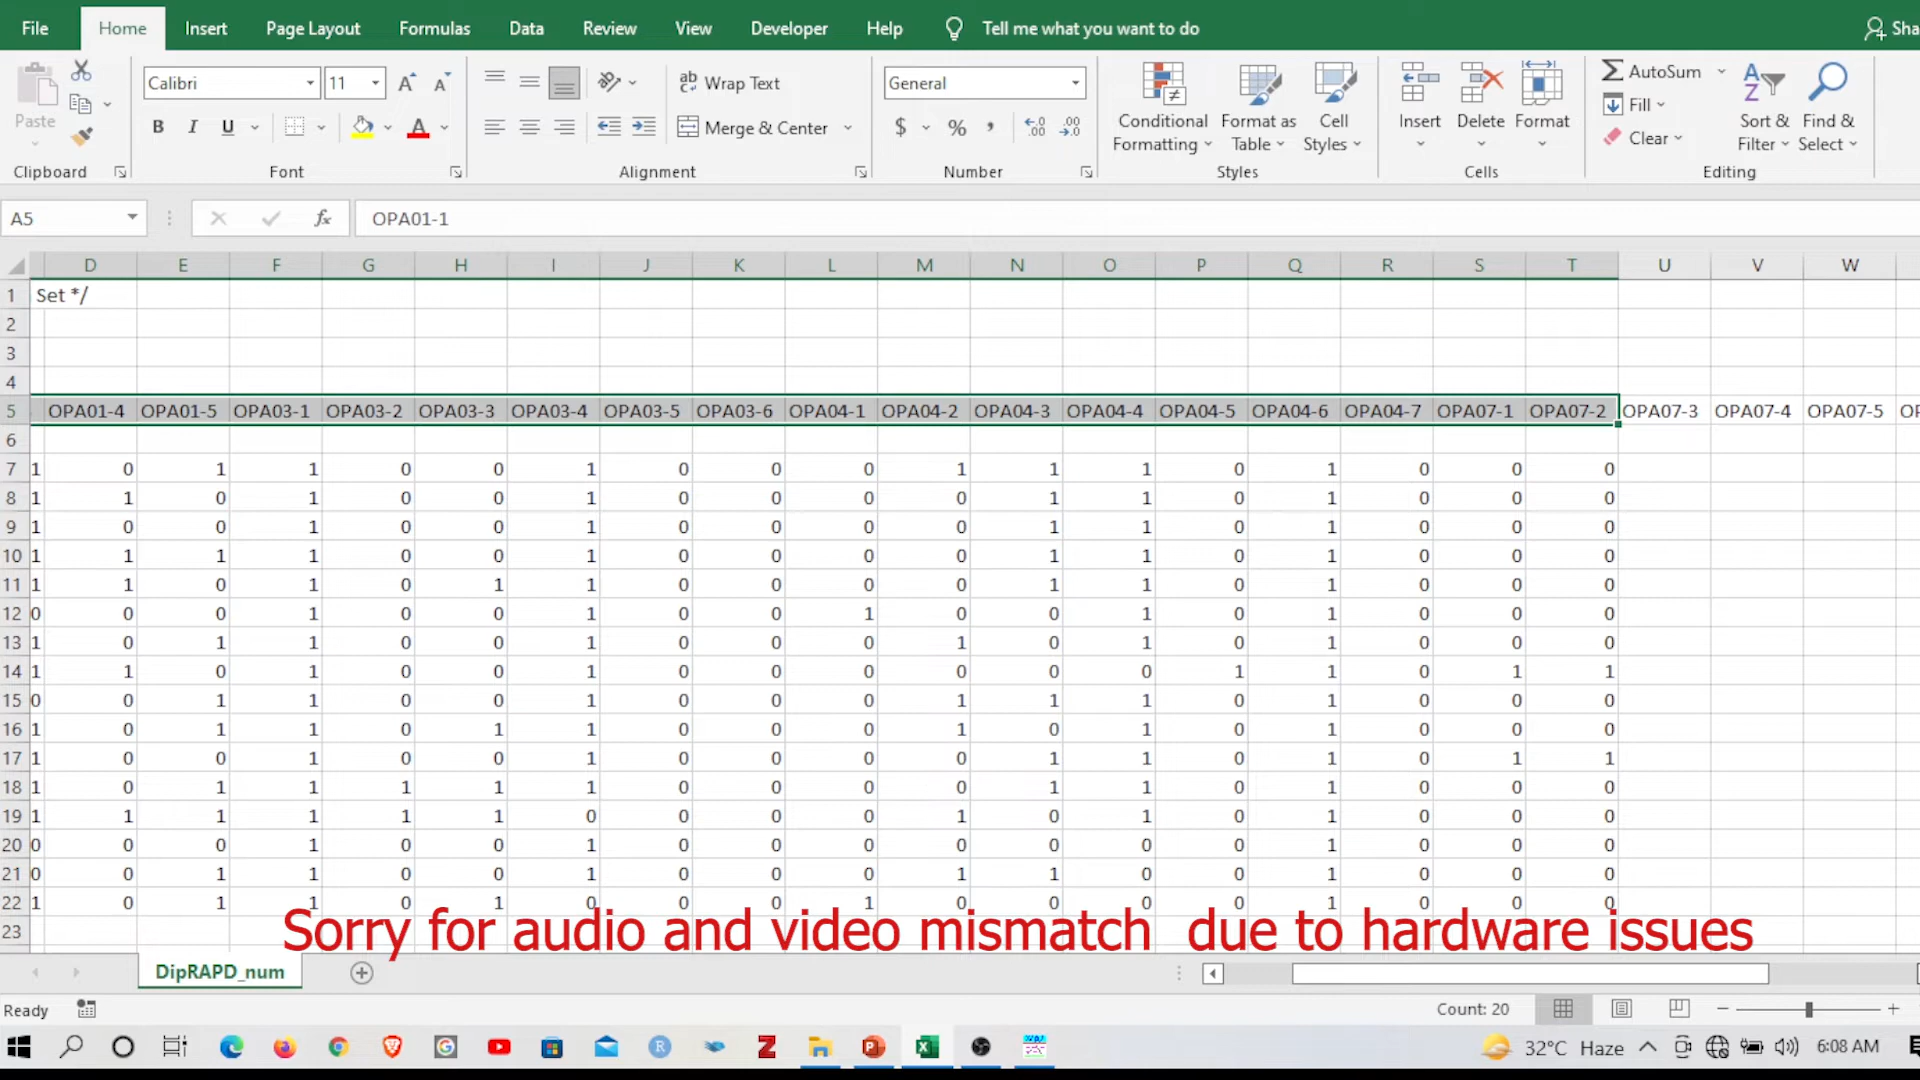 File Home Insert Page Layout Formulas Data Review View Developer Help Tell me what you want to do Sha
Calibri 11 Wrap Text General AutoSum
Paste B I U Merge & Center $ % Conditional Formatting Format as Table Cell Styles Insert Delete Format Fill Clear Sort & Filter Find & Select
Clipboard Font Alignment Number Styles Cells Editing
A5 fx OPA01-1
D E F G H I J K L M N O P Q R S T U V W
1 Set */
2
3
4
5 OPA01-4 OPA01-5 OPA03-1 OPA03-2 OPA03-3 OPA03-4 OPA03-5 OPA03-6 OPA04-1 OPA04-2 OPA04-3 OPA04-4 OPA04-5 OPA04-6 OPA04-7 OPA07-1 OPA07-2 OPA07-3 OPA07-4 OPA07-5
6
7 1 0 1 1 0 0 1 0 0 0 1 1 1 0 1 0 0 0
8 1 1 0 1 0 0 1 0 0 0 0 1 1 0 1 0 0 0
9 1 0 0 1 0 0 1 0 0 0 0 1 1 0 1 0 0 0
10 1 1 1 1 0 0 1 0 0 0 0 1 1 0 1 0 0 0
11 1 1 0 1 0 1 1 0 0 0 0 1 1 0 1 0 0 0
12 0 0 0 1 0 0 1 0 0 1 0 0 1 0 1 0 0 0
13 1 0 1 1 0 0 1 0 0 0 1 0 1 0 1 0 0 0
14 1 1 0 1 0 0 1 0 0 0 0 0 0 1 1 0 1 1
15 0 0 1 1 0 0 1 0 0 0 1 1 1 0 1 0 0 0
16 1 0 1 1 0 1 1 0 0 0 1 0 1 0 1 0 0 0
17 1 0 0 1 0 0 1 0 0 0 0 1 1 0 1 0 1 1
18 1 0 1 1 1 1 1 0 0 0 0 1 1 0 1 0 0 0
19 1 1 1 1 1 1 0 0 0 0 1 0 1 0 1 0 0 0
20 0 0 0 1 0 0 1 0 0 0 0 0 0 0 1 0 0 0
21 0 0 1 1 0 0 1 0 0 0 1 1 0 0 1 0 0 0
22 1 0 1 1 0 1 0 0 0 1 0 0 0 0 1 0 0 0
23
Sorry for audio and video mismatch due to hardware issues
DipRAPD_num
Ready Count: 20
32°C Haze 6:08 AM